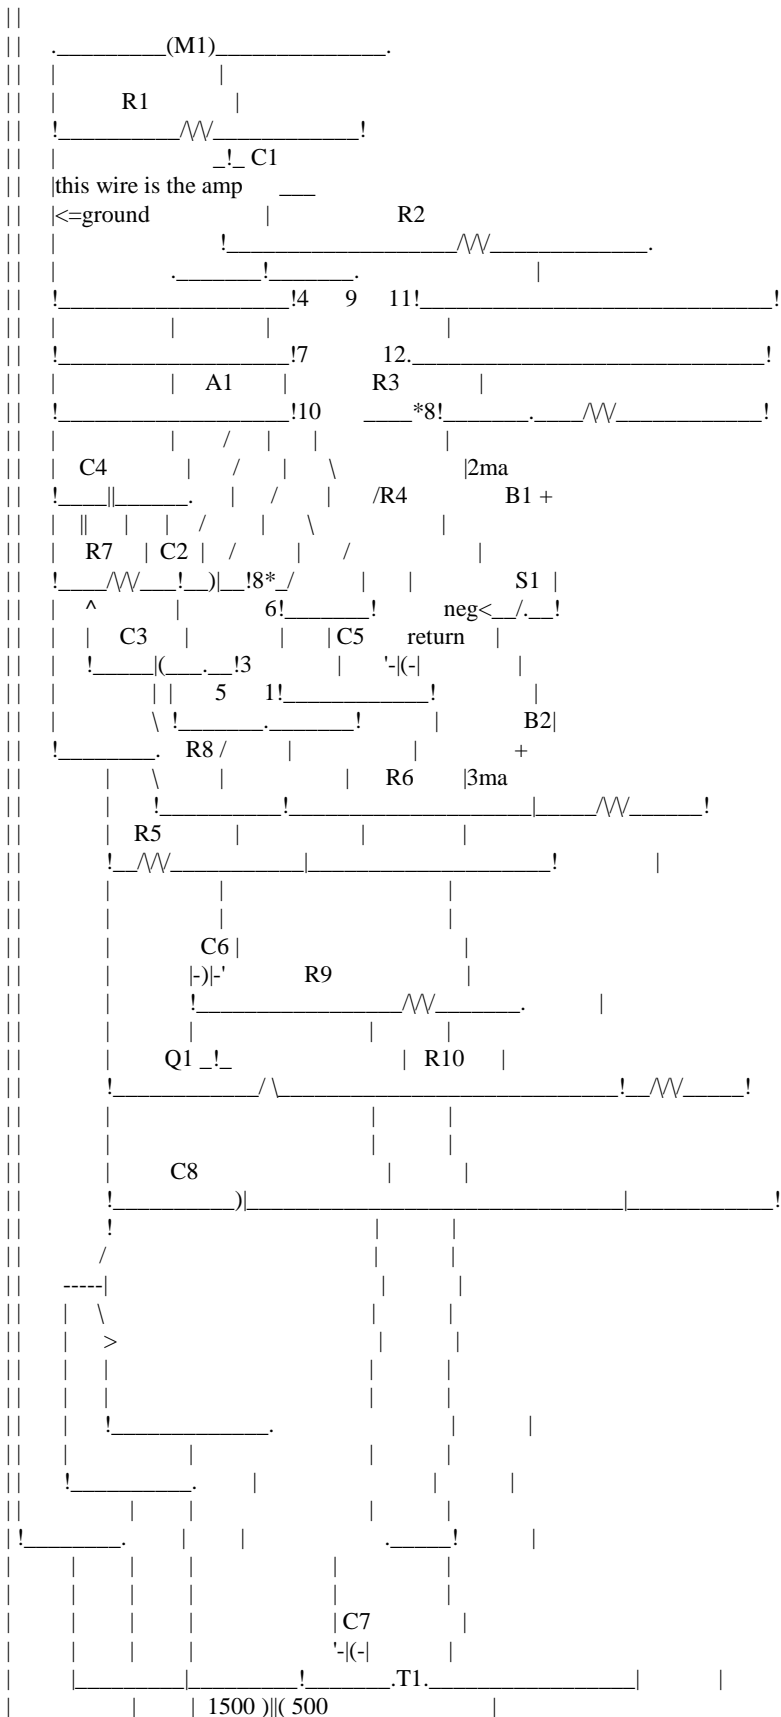 (M1)
R1
C1
this wire is the amp
<=ground R2
4 9 11
7 12
A1 R3
10 *8
C4 2ma
R4 B1 +
R7 C2
8* S1
6 neg<
C3 C5 return
3
5 1
B2
R8 +
R6 3ma
R5
C6
R9
Q1 R10
C8
C7
T1
1500 500